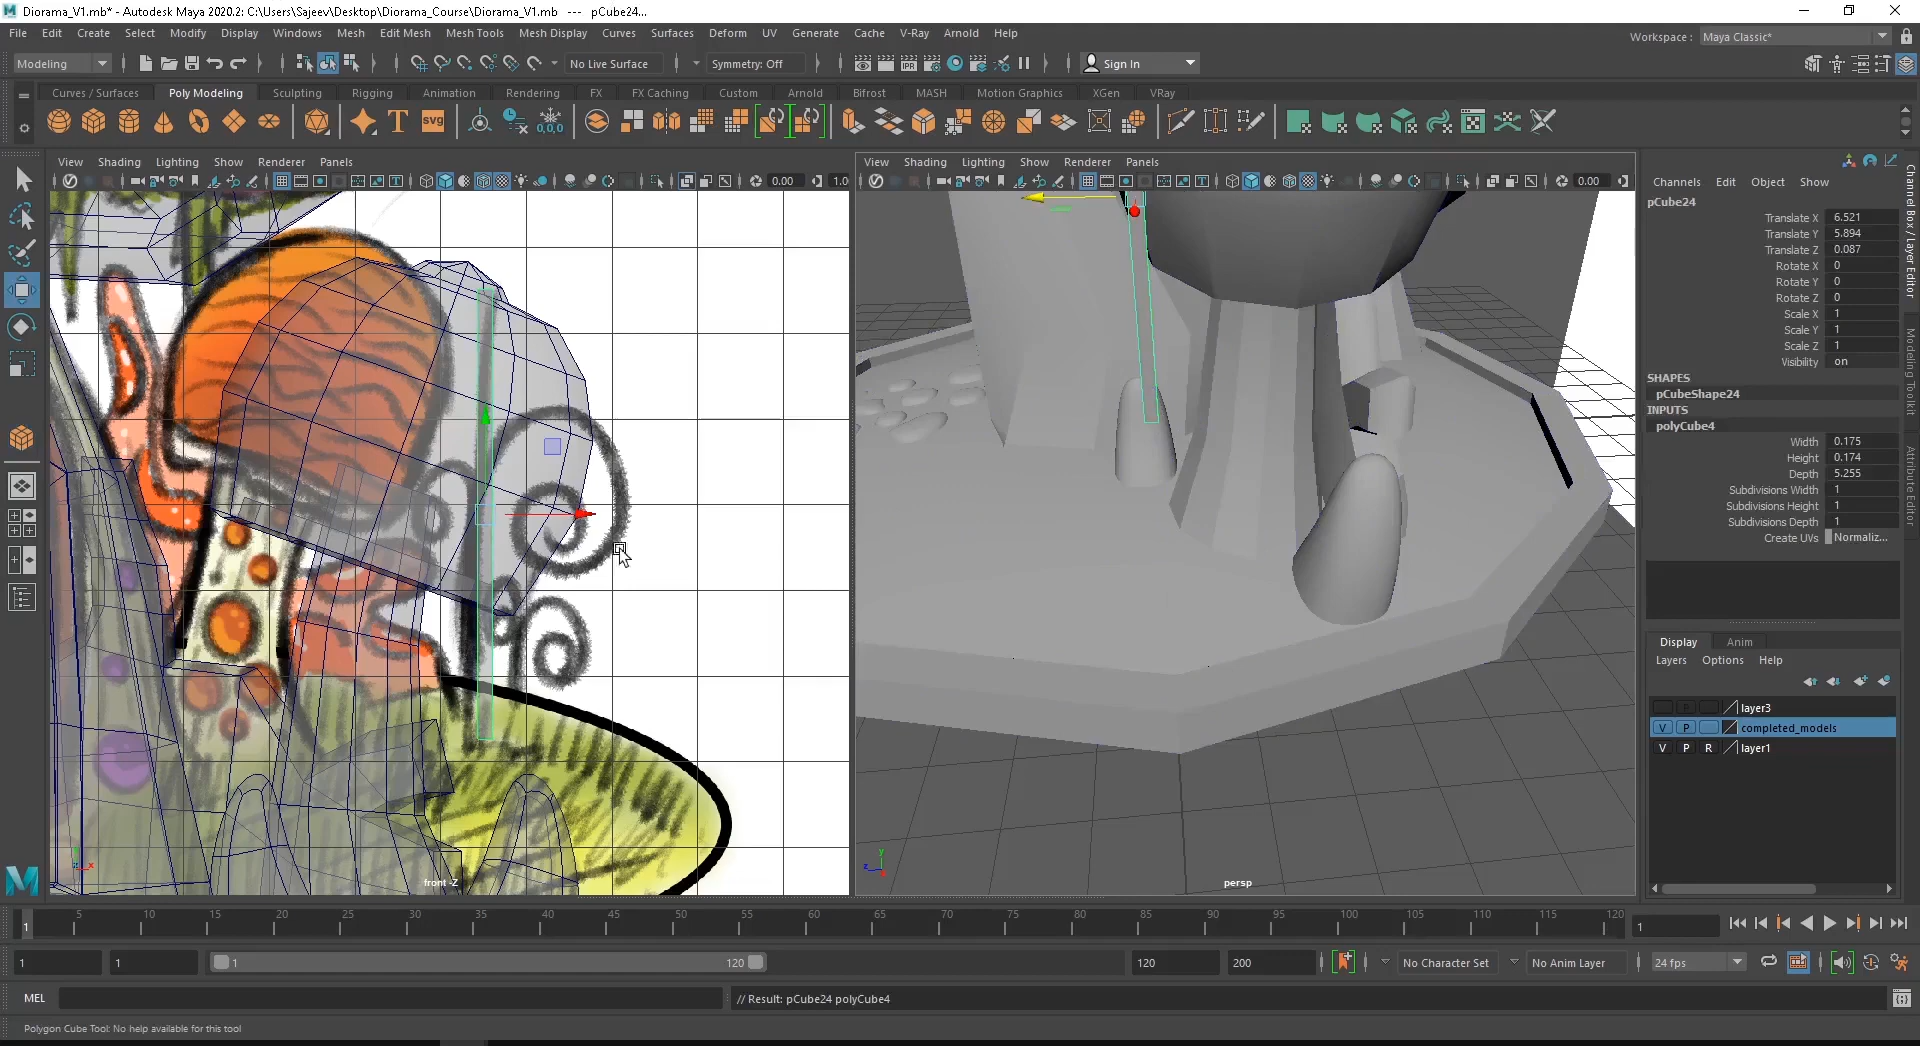 Diorama_V1.mb* - Autodesk Maya 2020.2: C:\Users\Sajeev\Desktop\Diorama_Course\Diorama_V1.mb --- pCube24...
File Edit Create Select Modify Display Windows Mesh Edit Mesh Mesh Tools Mesh Display Curves Surfaces Deform UV Generate Cache V-Ray Arnold Help
Workspace : Maya Classic*
Modeling No Live Surface Symmetry: Off Sign In
Curves / Surfaces Poly Modeling Sculpting Rigging Animation Rendering FX FX Caching Custom Arnold Bifrost MASH Motion Graphics XGen VRay
svg 0,0,0
View Shading Lighting Show Renderer Panels
0.00 1.0
View Shading Lighting Show Renderer Panels
0.00
front -Z
persp
Channels Edit Object Show
pCube24
Translate X 6.521
Translate Y 5.894
Translate Z 0.087
Rotate X 0
Rotate Y 0
Rotate Z 0
Scale X 1
Scale Y 1
Scale Z 1
Visibility on
SHAPES
pCubeShape24
INPUTS
polyCube4
Width 0.175
Height 0.174
Depth 5.255
Subdivisions Width 1
Subdivisions Height 1
Subdivisions Depth 1
Create UVs Normaliz...
Display Anim
Layers Options Help
layer3
V P completed_models
V P R layer1
Channel Box / Layer Editor
Modeling Toolkit
Attribute Editor
5 10 15 20 25 30 35 40 45 50 55 60 65 70 75 80 85 90 95 100 105 110 115 120
1 1
1 1 1 120 120 200 No Character Set No Anim Layer 24 fps
MEL // Result: pCube24 polyCube4
Polygon Cube Tool: No help available for this tool